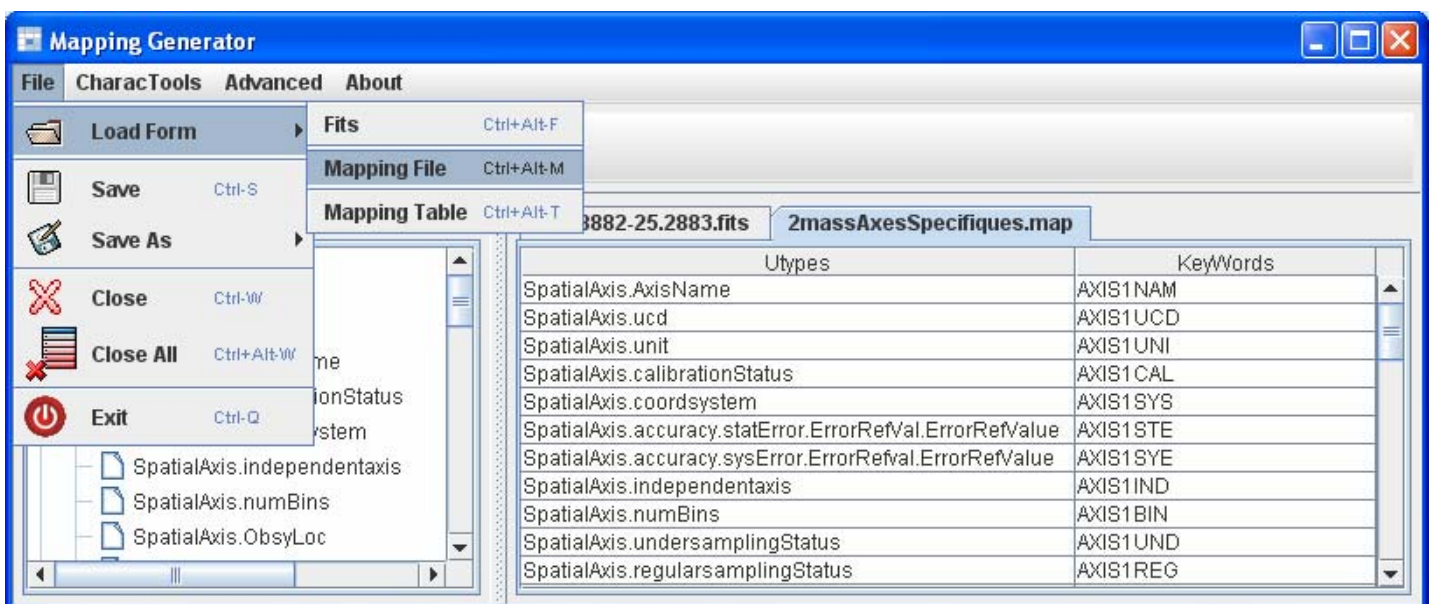 Mapping Generator
File CharacTools Advanced About
Load Form
Fits Ctrl+Alt-F
Mapping File Ctrl+Alt-M
Mapping Table Ctrl+Alt-T
Save Ctrl-S
Save As
Close Ctrl-W
Close All Ctrl+Alt-W
Exit Ctrl-Q
me
ionStatus
ystem
SpatialAxis.independentaxis
SpatialAxis.numBins
SpatialAxis.ObsyLoc
3882-25.2883.fits 2massAxesSpecifiques.map
Utypes KeyWords
SpatialAxis.AxisName AXIS1NAM
SpatialAxis.ucd AXIS1UCD
SpatialAxis.unit AXIS1UNI
SpatialAxis.calibrationStatus AXIS1CAL
SpatialAxis.coordsystem AXIS1SYS
SpatialAxis.accuracy.statError.ErrorRefVal.ErrorRefValue AXIS1STE
SpatialAxis.accuracy.sysError.ErrorRefval.ErrorRefValue AXIS1SYE
SpatialAxis.independentaxis AXIS1IND
SpatialAxis.numBins AXIS1BIN
SpatialAxis.undersamplingStatus AXIS1UND
SpatialAxis.regularsamplingStatus AXIS1REG